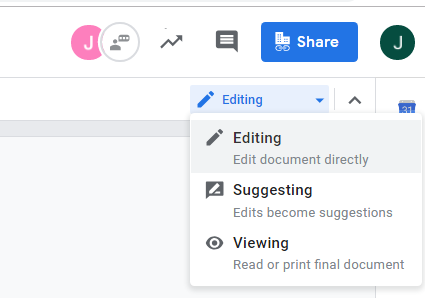 J
Share
J
Editing
31
Editing
Edit document directly
Suggesting
Edits become suggestions
Viewing
Read or print final document